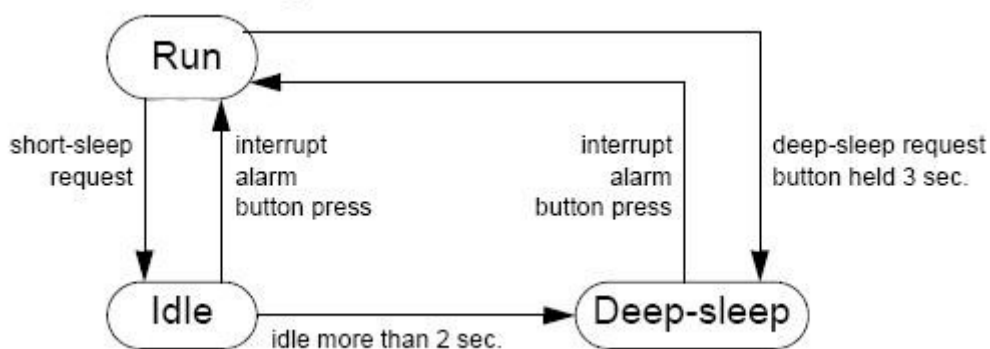 Run
short-sleep
request
interrupt
alarm
button press
interrupt
alarm
button press
deep-sleep request
button held 3 sec.
Idle
idle more than 2 sec.
Deep-sleep